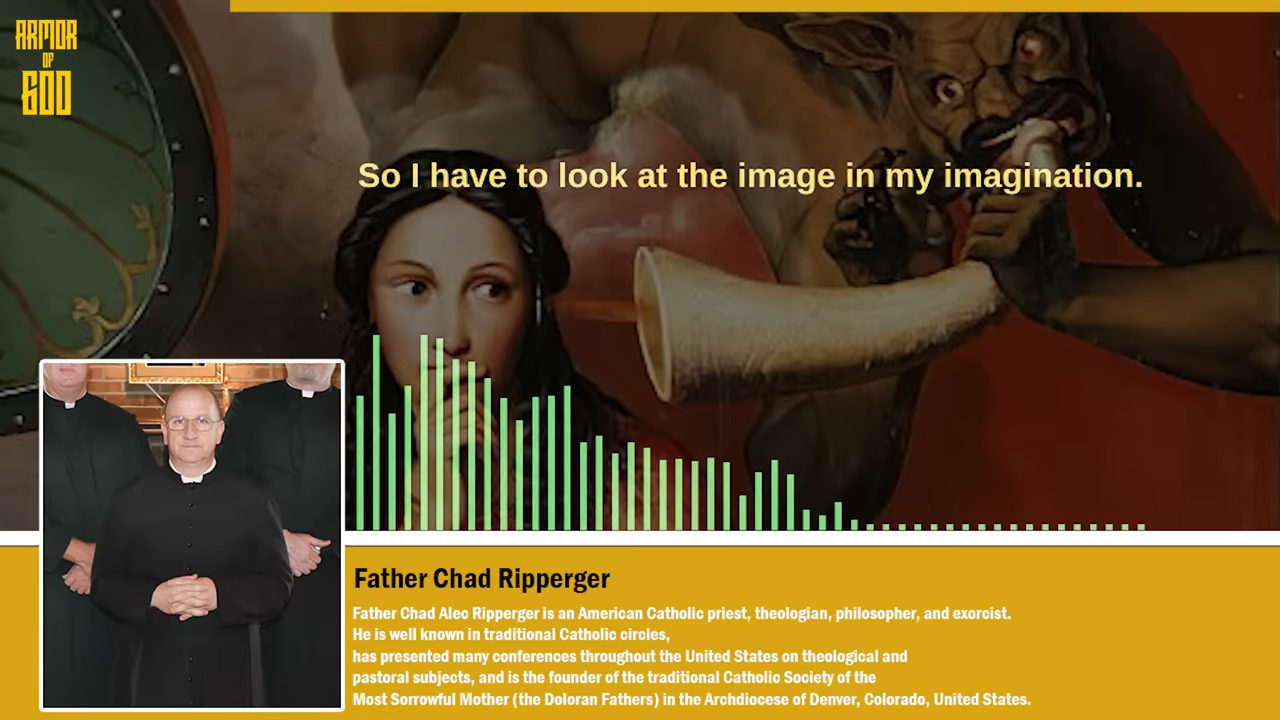 ARMOR
OF
GOD
So I have to look at the image in my imagination.
Father Chad Ripperger
Father Chad Alec Ripperger is an American Catholic priest, theologian, philosopher, and exorcist.
He is well known in traditional Catholic circles,
has presented many conferences throughout the United States on theological and
pastoral subjects, and is the founder of the traditional Catholic Society of the
Most Sorrowful Mother (the Doloran Fathers) in the Archdiocese of Denver, Colorado, United States.